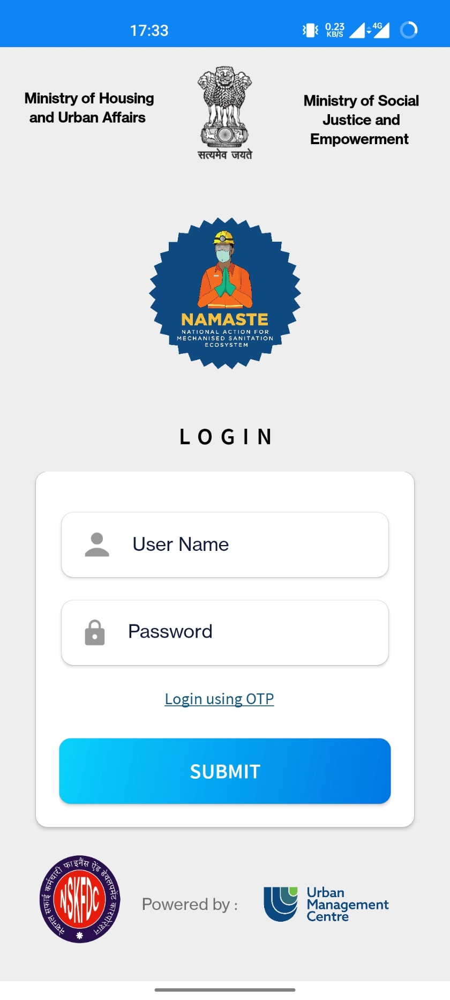 17:33
0.23
KB/S
4G
Ministry of Housing
and Urban Affairs
सत्यमेव जयते
Ministry of Social
Justice and
Empowerment
NAMASTE
NATIONAL ACTION FOR
MECHANISED SANITATION
ECOSYSTEM
LOGIN
User Name
Password
Login using OTP
SUBMIT
नेशनल सफाई कर्मचारी फाइनैंस ऐंड डेवलपमेंट कारपोरेशन
NSKFDC
Powered by :
Urban
Management
Centre